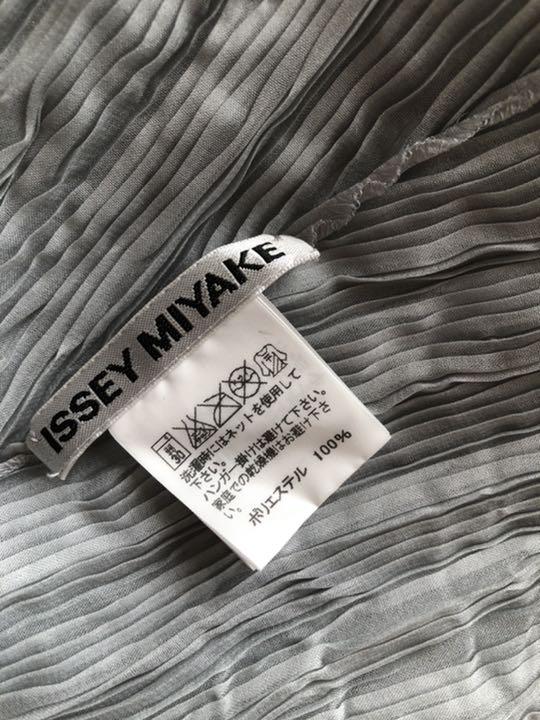 ISSEY MIYAKE
弱
30
洗濯時にはネットを使用して
下さい。
ハンガー掛けは避けて下さい。
家庭での乾燥機はお避け下さ
い。
ポリエステル 100%